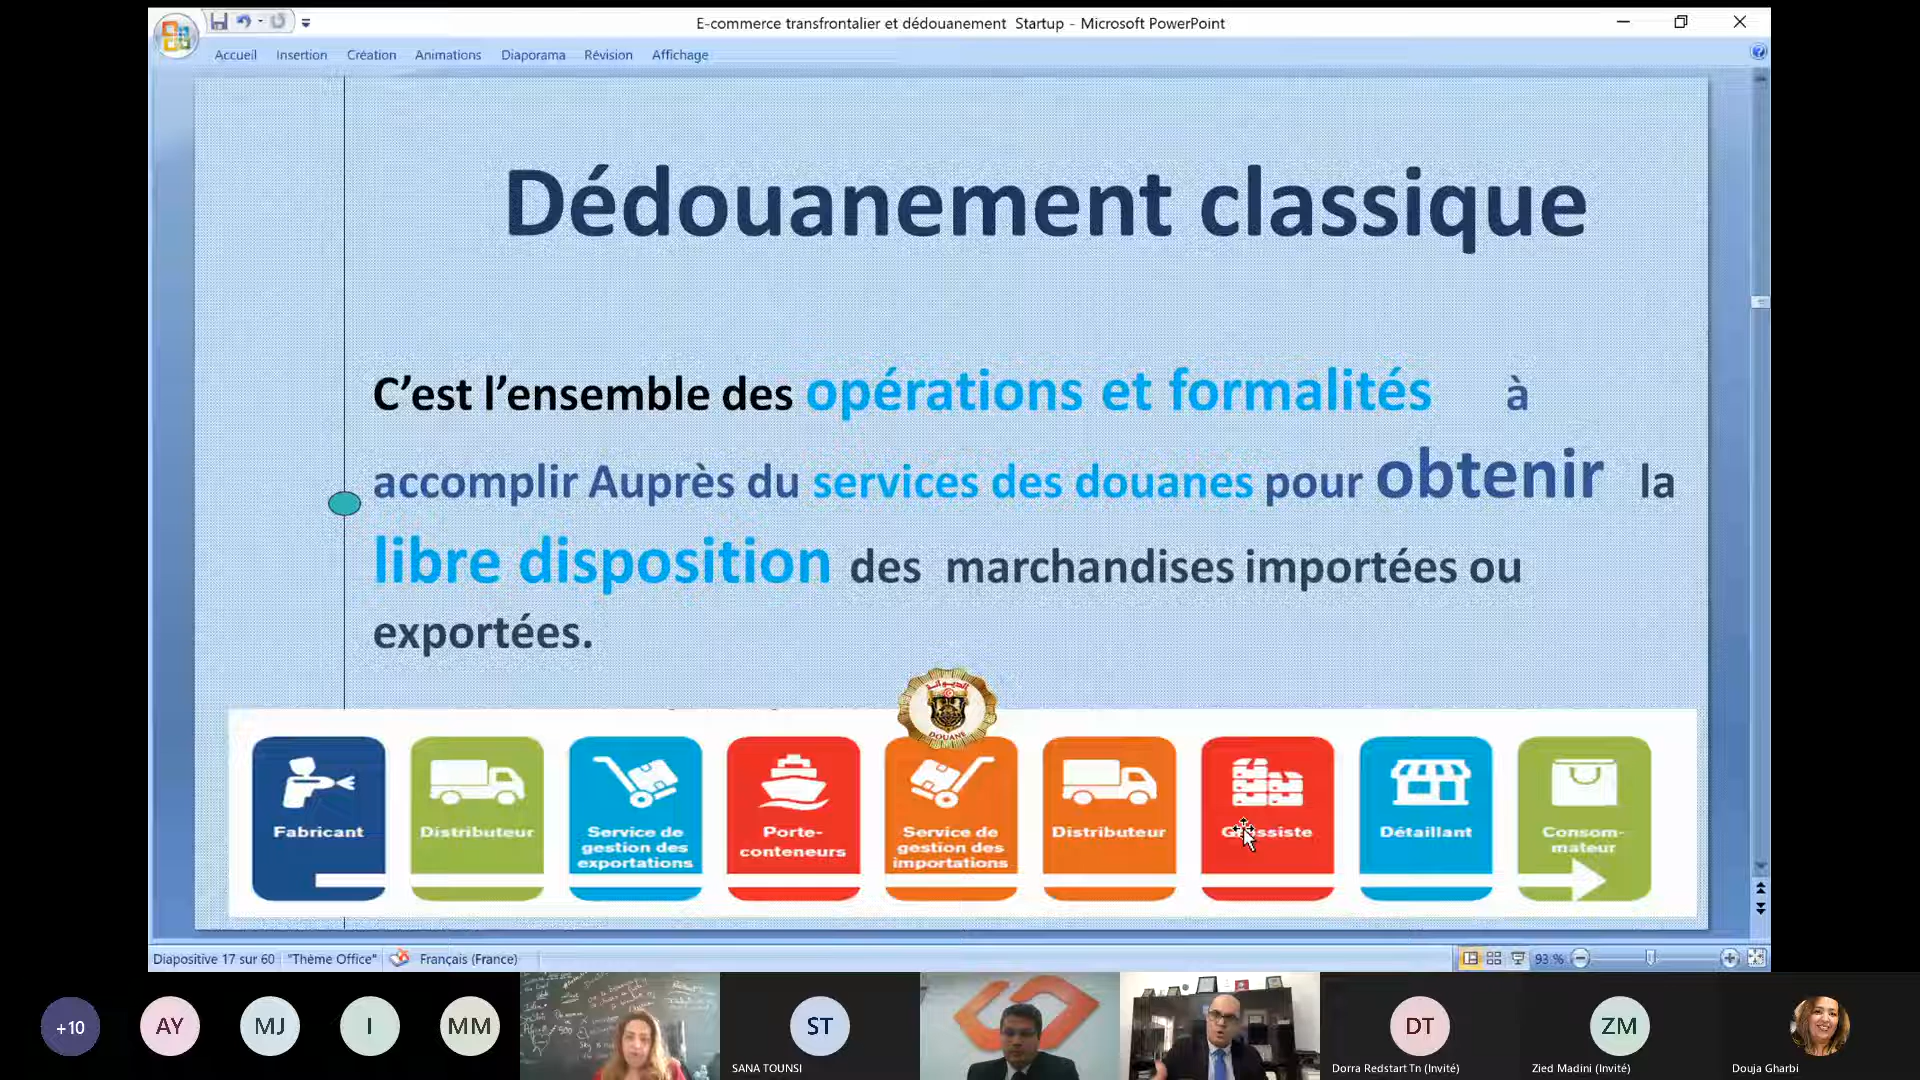 E-commerce transfrontalier et dédouanement Startup - Microsoft PowerPoint
Accueil Insertion Création Animations Diaporama Révision Affichage
Dédouanement classique
C’est l’ensemble des opérations et formalités à
accomplir Auprès du services des douanes pour obtenir la
libre disposition des marchandises importées ou
exportées.
الديوانة
DOUANE
Fabricant
Distributeur
Service de
gestion des
exportations
Porte-
conteneurs
Service de
gestion des
importations
Distributeur
Grossiste
Détaillant
Consom-
mateur
Diapositive 17 sur 60 "Thème Office" Français (France) 93 %
+10 AY MJ I MM ST DT ZM
SANA TOUNSI
Dorra Redstart Tn (Invité)
Zied Madini (Invité)
Douja Gharbi